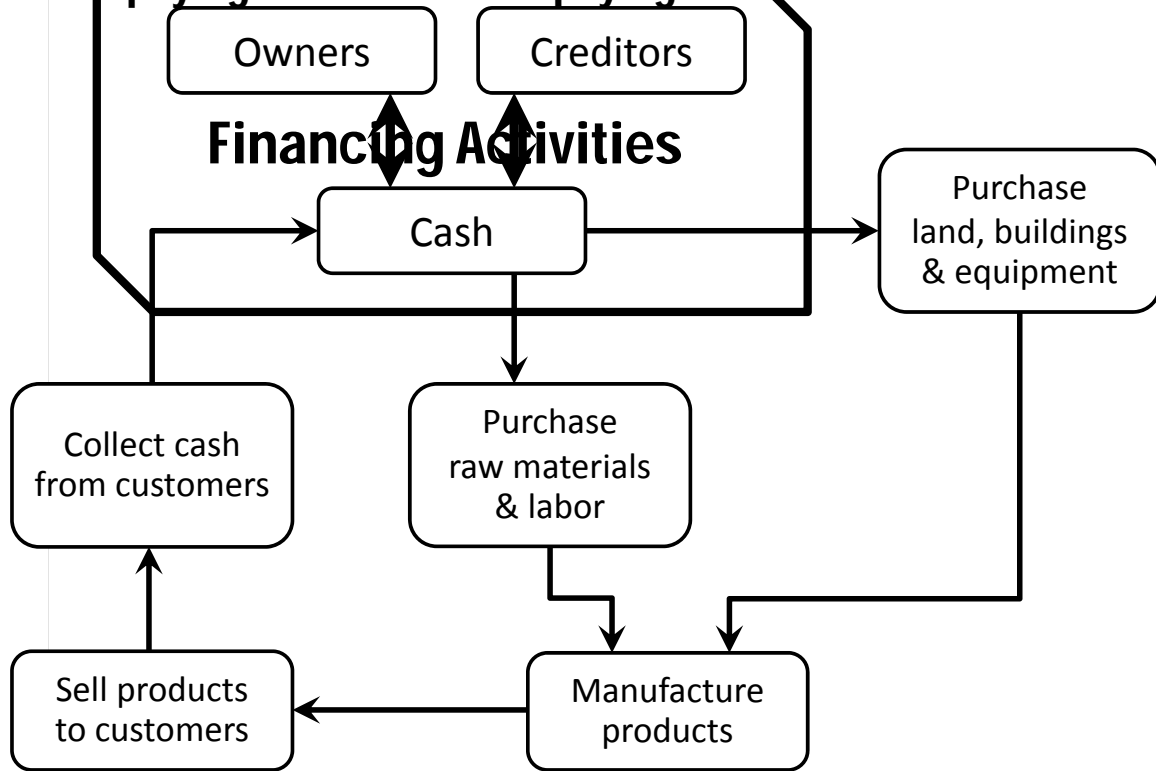 Owners
Creditors
Financing Activities
Cash
Purchase
land, buildings
& equipment
Collect cash
from customers
Purchase
raw materials
& labor
Sell products
to customers
Manufacture
products